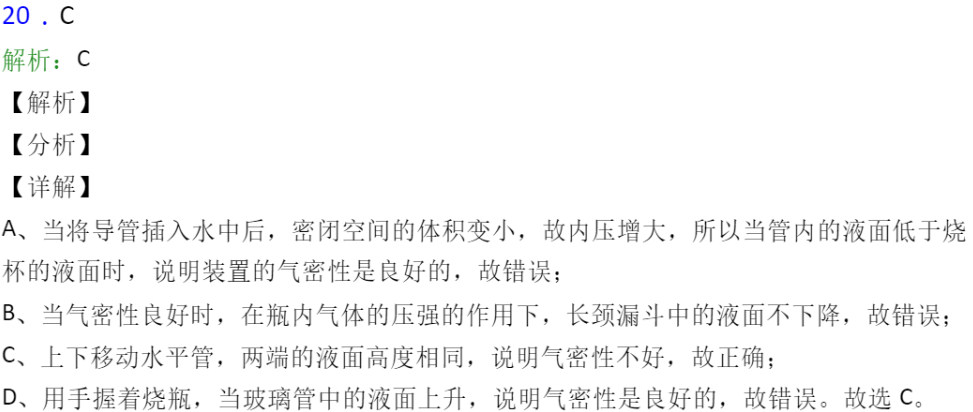 20．C
解析：C
【解析】
【分析】
【详解】
A、当将导管插入水中后，密闭空间的体积变小，故内压增大，所以当管内的液面低于烧
杯的液面时，说明装置的气密性是良好的，故错误；
B、当气密性良好时，在瓶内气体的压强的作用下，长颈漏斗中的液面不下降，故错误；
C、上下移动水平管，两端的液面高度相同，说明气密性不好，故正确；
D、用手握着烧瓶，当玻璃管中的液面上升，说明气密性是良好的，故错误。故选 C。